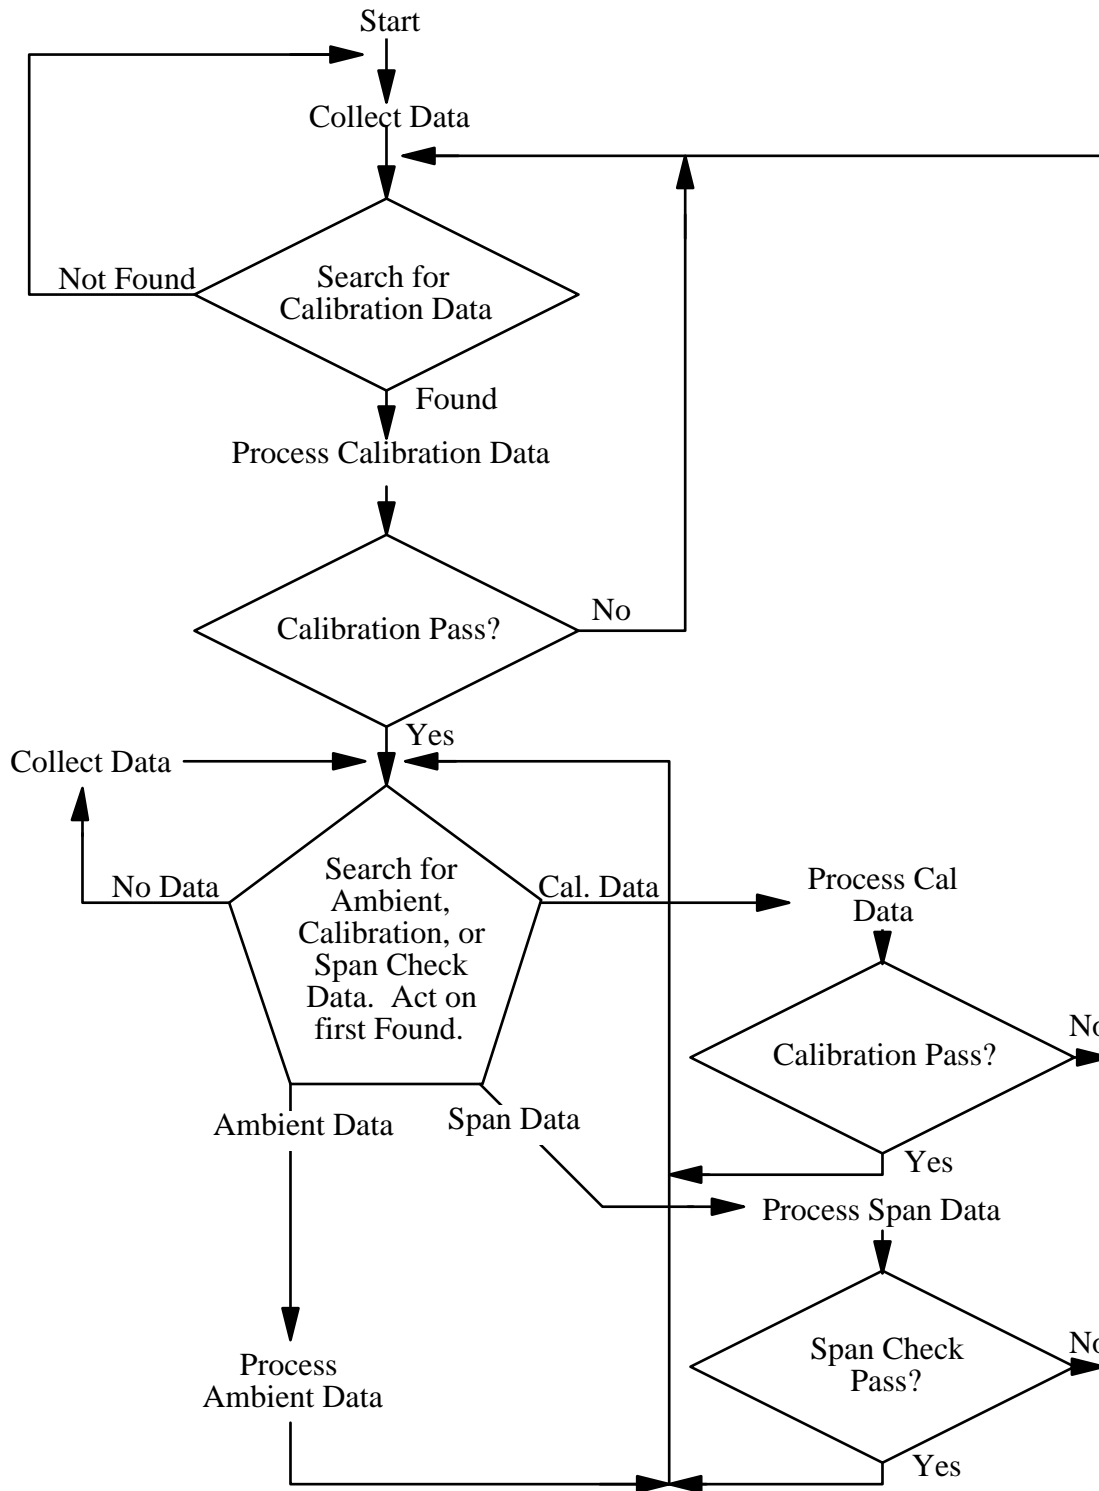 Start
Collect Data
Not Found
Search for
Calibration Data
Found
Process Calibration Data
Calibration Pass?
No
Yes
Collect Data
No Data
Search for
Ambient,
Calibration, or
Span Check
Data.  Act on
first Found.
Cal. Data
Process Cal
Data
Calibration Pass?
No
Yes
Ambient Data
Span Data
Process Span Data
Span Check
Pass?
No
Yes
Process
Ambient Data